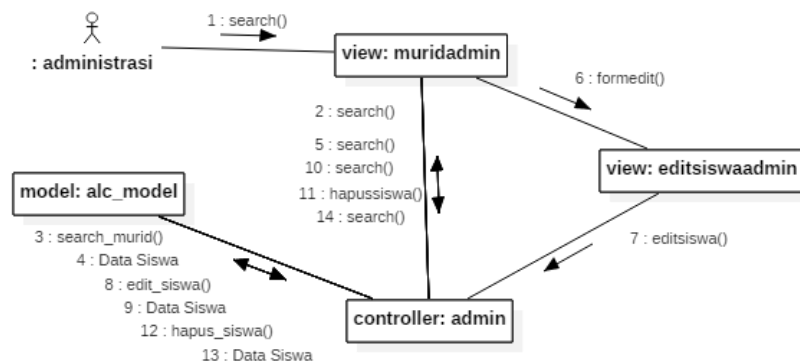 1 : search()
: administrasi
view: muridadmin
6 : formedit()
2 : search()
5 : search()
10 : search()
11 : hapussiswa()
14 : search()
view: editsiswaadmin
model: alc_model
3 : search_murid()
4 : Data Siswa
8 : edit_siswa()
9 : Data Siswa
12 : hapus_siswa()
13 : Data Siswa
7 : editsiswa()
controller: admin